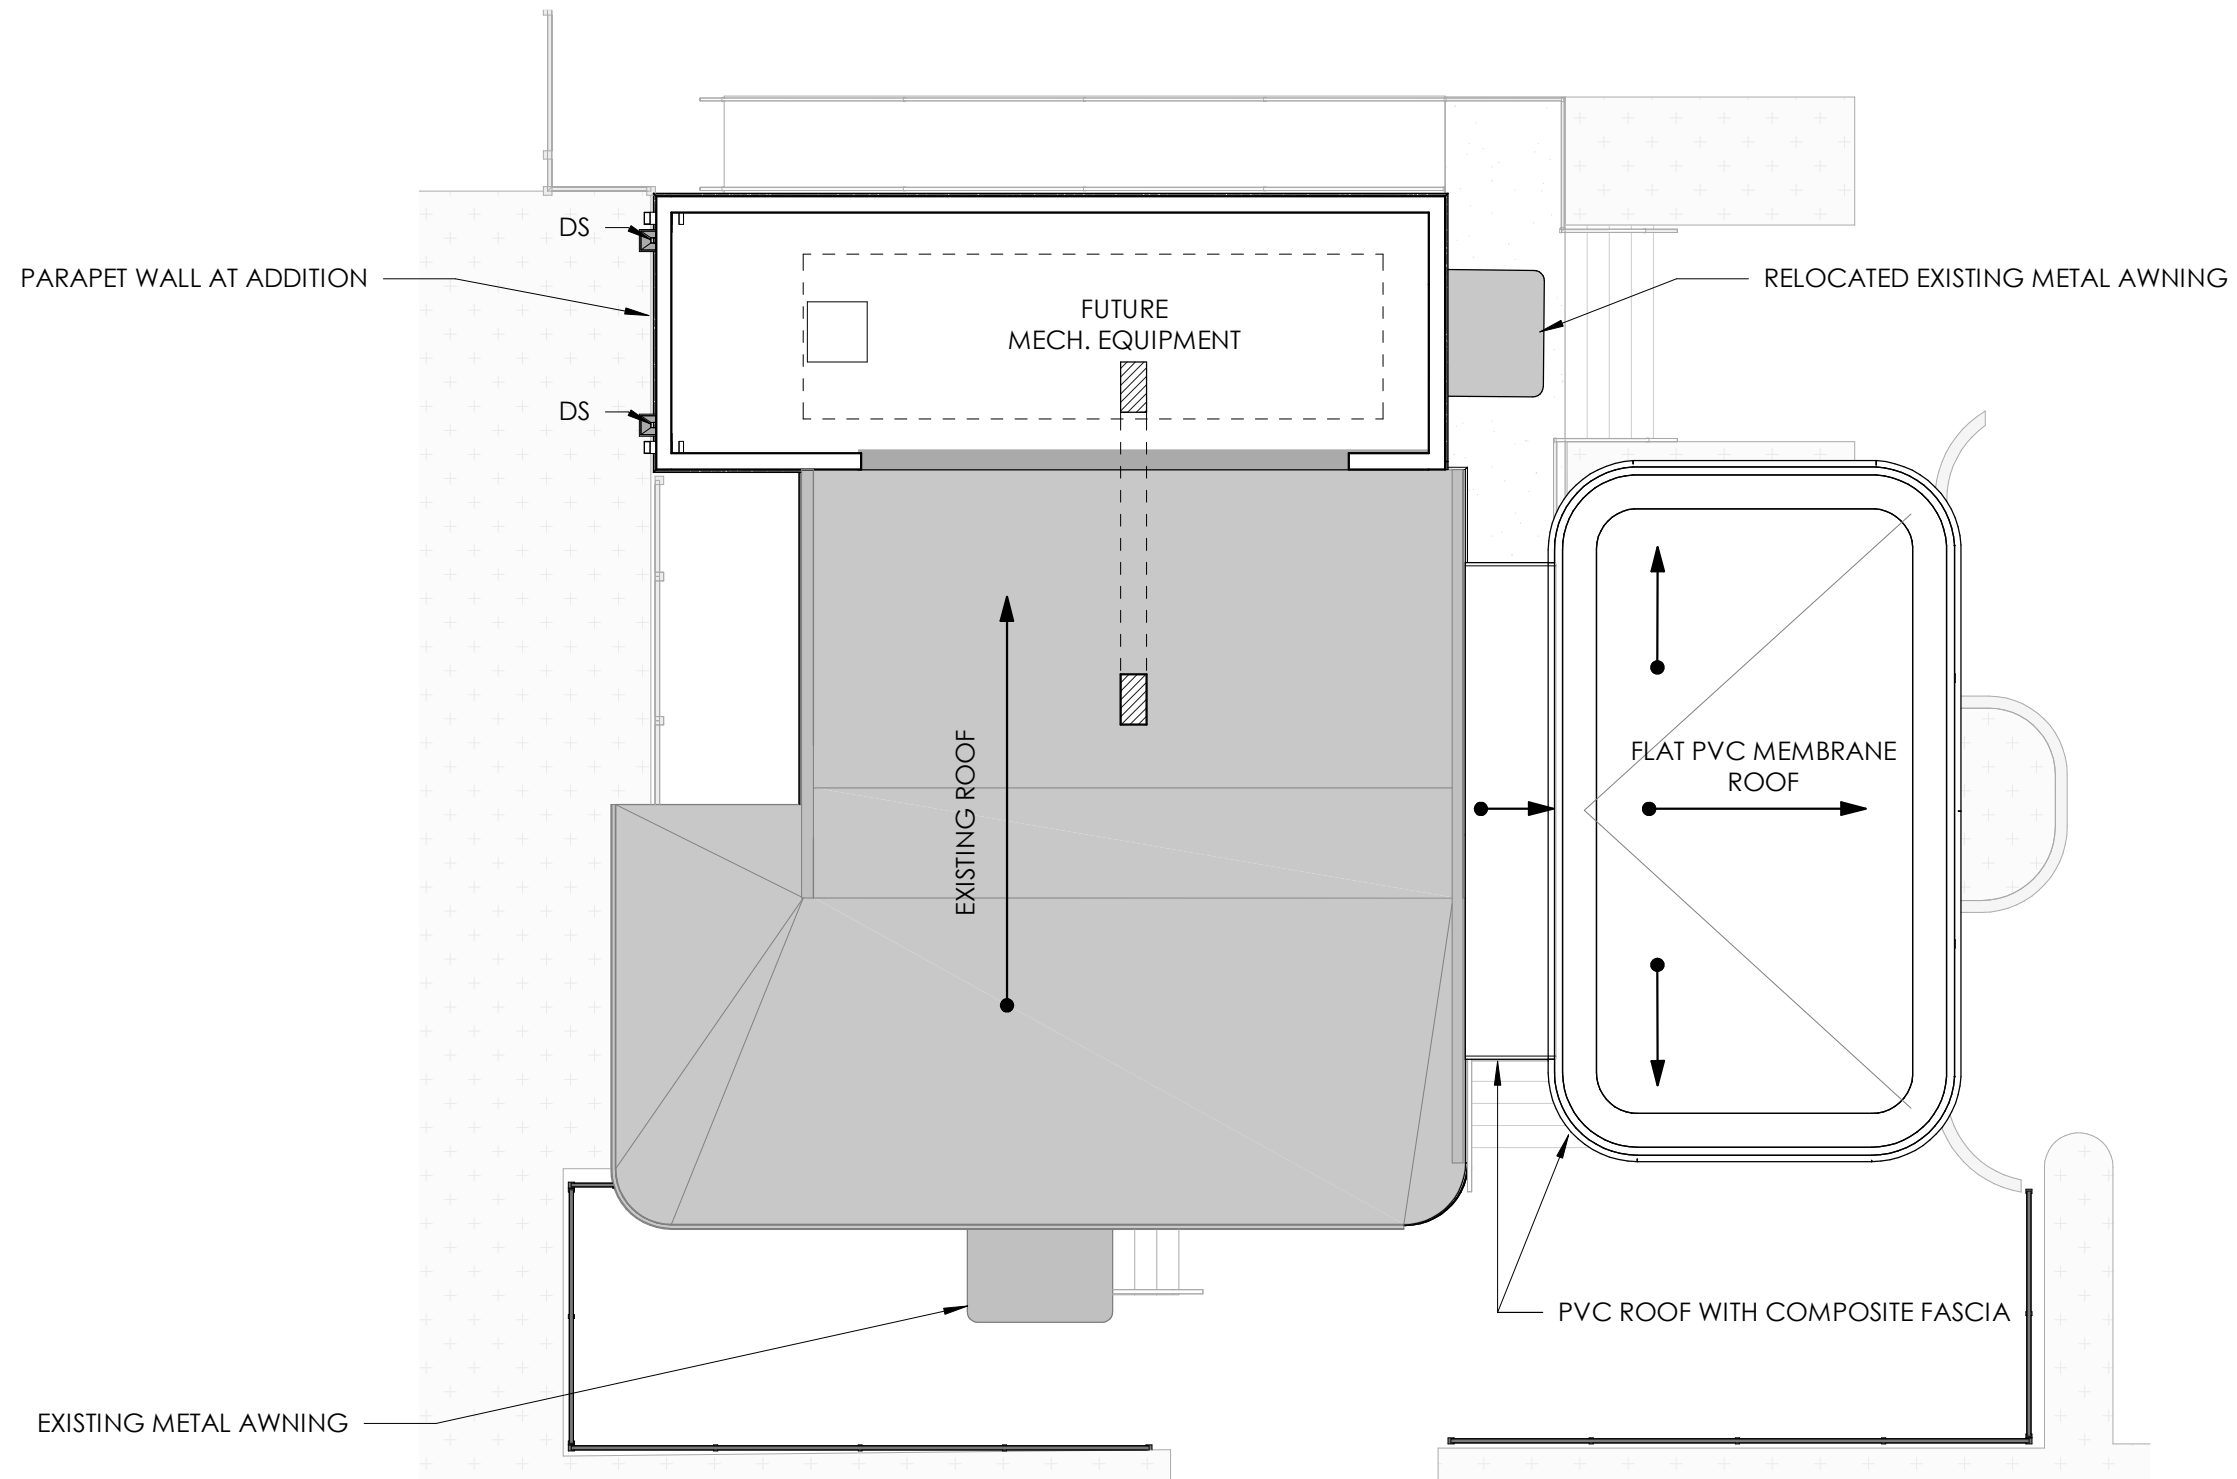 DS
PARAPET WALL AT ADDITION
RELOCATED EXISTING METAL AWNING
FUTURE
MECH. EQUIPMENT
DS
EXISTING ROOF
FLAT PVC MEMBRANE
ROOF
PVC ROOF WITH COMPOSITE FASCIA
EXISTING METAL AWNING